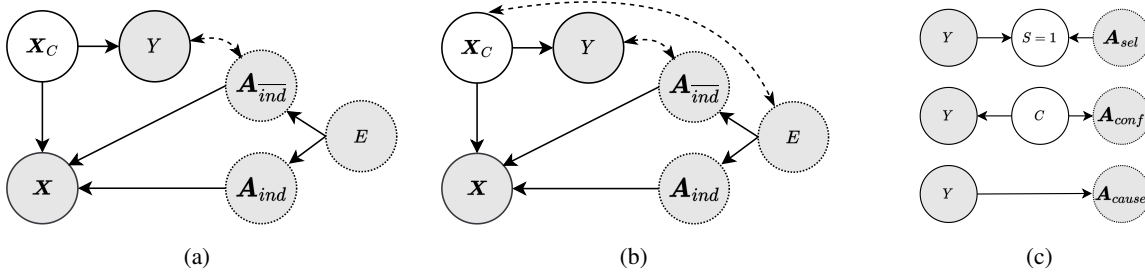 X_C Y
A_{\overline{ind}}
E
X A_{ind}
(a)
X_C Y
A_{\overline{ind}}
E
X A_{ind}
(b)
Y S = 1 A_{sel}
Y C A_{conf}
Y A_{cause}
(c)